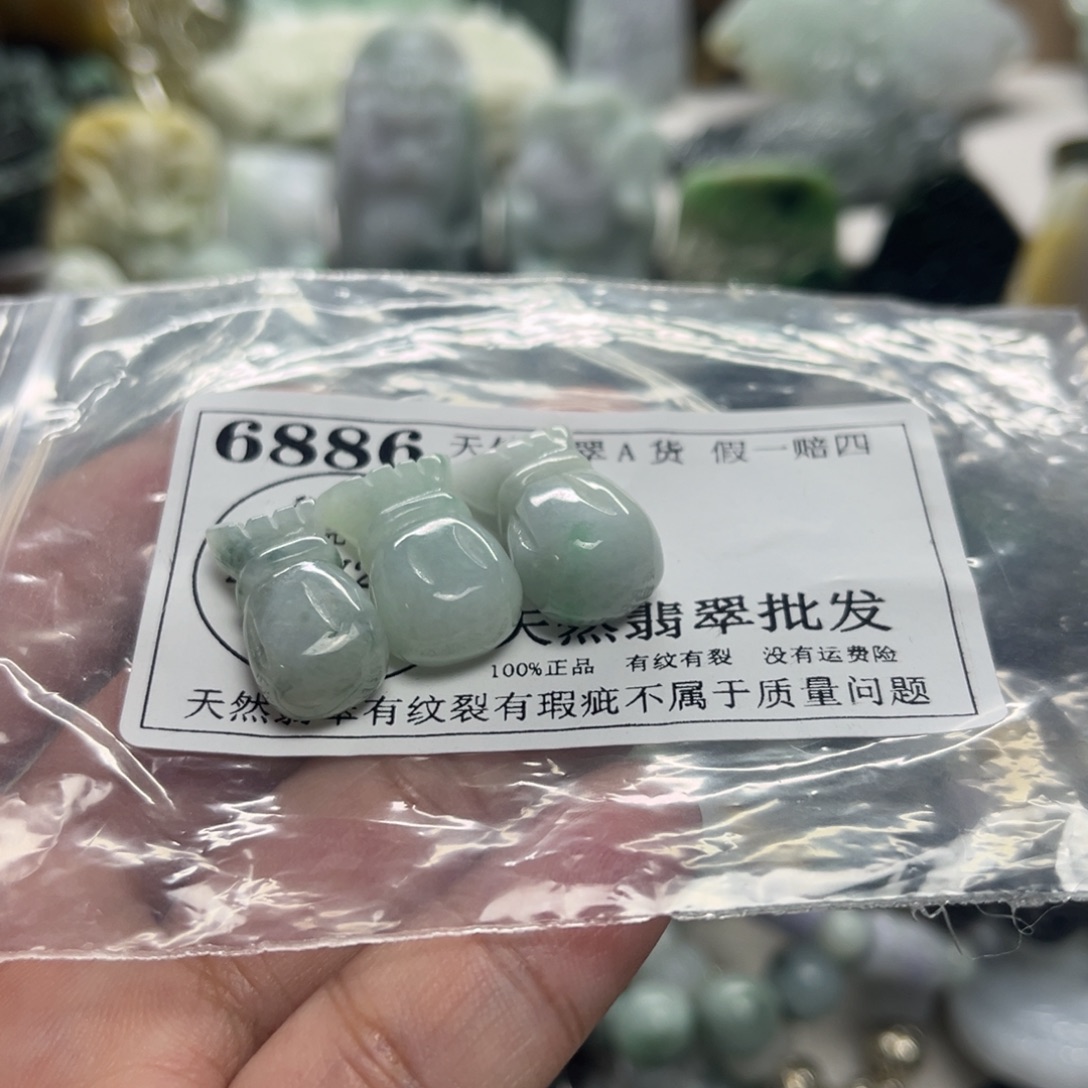 6886 天 翠A货 假一赔四
天然翡翠批发
100%正品 有纹有裂 没有运费险
天然翡翠有纹裂有瑕疵不属于质量问题